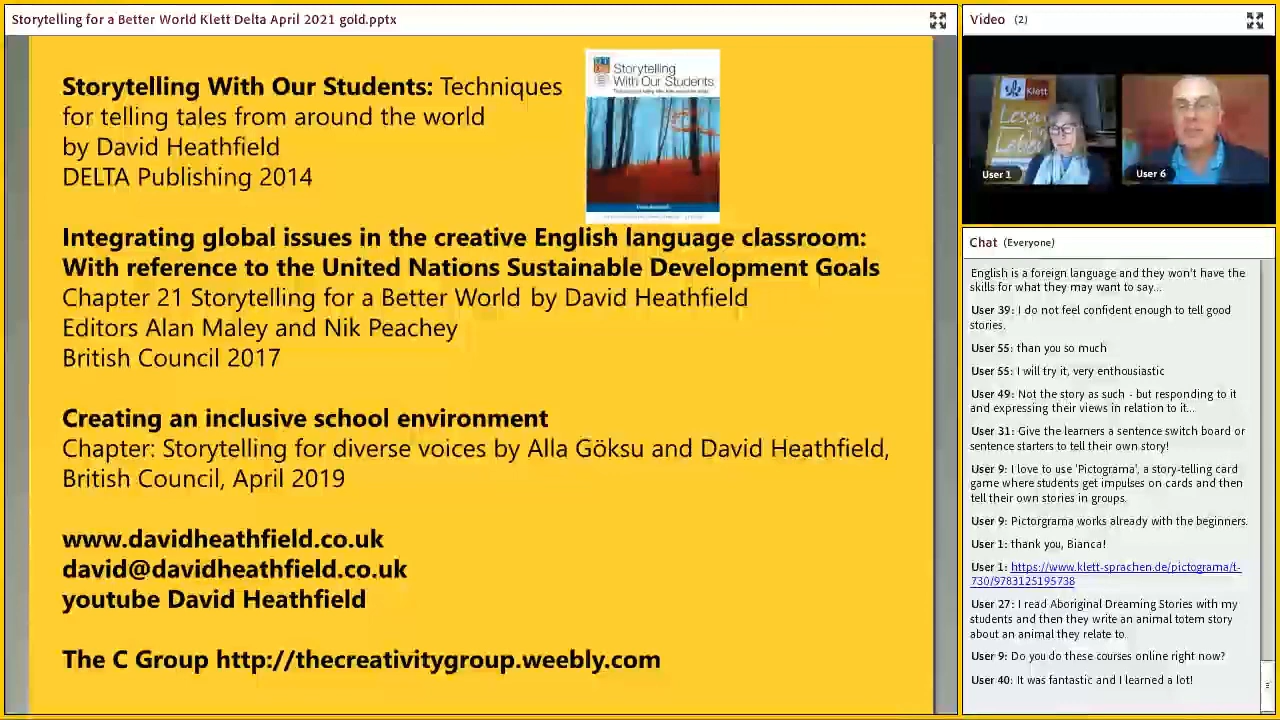 Storytelling for a Better World Klett Delta April 2021 gold.pptx
Storytelling With Our Students: Techniques
for telling tales from around the world
by David Heathfield
DELTA Publishing 2014
Storytelling
With Our Students
Integrating global issues in the creative English language classroom:
With reference to the United Nations Sustainable Development Goals
Chapter 21 Storytelling for a Better World by David Heathfield
Editors Alan Maley and Nik Peachey
British Council 2017
Creating an inclusive school environment
Chapter: Storytelling for diverse voices by Alla Göksu and David Heathfield,
British Council, April 2019
www.davidheathfield.co.uk
david@davidheathfield.co.uk
youtube David Heathfield
The C Group http://thecreativitygroup.weebly.com
Video (2)
Klett
User 1
User 6
Chat (Everyone)
English is a foreign language and they won't have the
skills for what they may want to say...
User 39: I do not feel confident enough to tell good
stories.
User 55: than you so much
User 55: I will try it, very enthusiastic
User 49: Not the story as such - but responding to it
and expressing their views in relation to it...
User 31: Give the learners a sentence switch board or
sentence starters to tell their own story!
User 9: I love to use 'Pictograma', a story-telling card
game where students get impulses on cards and then
tell their own stories in groups.
User 9: Pictorgrama works already with the beginners.
User 1: thank you, Bianca!
User 1: https://www.klett-sprachen.de/pictograma/t-
730/9783125195738
User 27: I read Aboriginal Dreaming Stories with my
students and then they write an animal totem story
about an animal they relate to.
User 9: Do you do these courses online right now?
User 40: It was fantastic and I learned a lot!